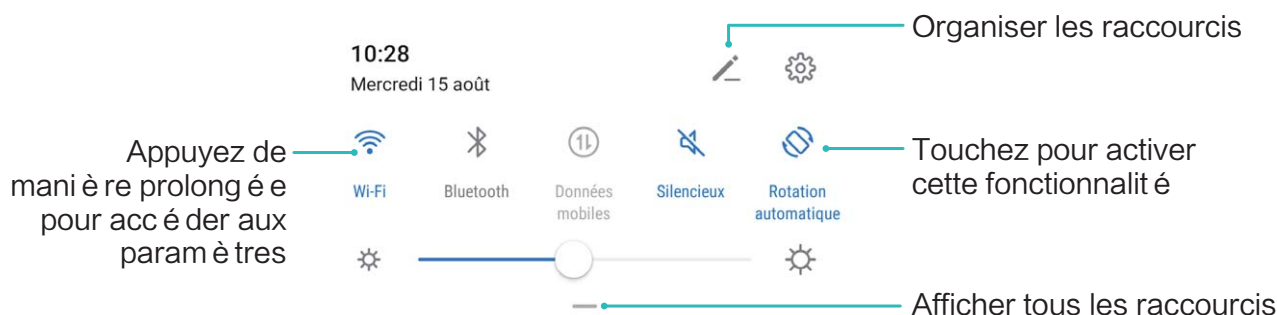 Organiser les raccourcis
10:28
Mercredi 15 août
Appuyez de
mani è re prolong é e
pour acc é der aux
param è tres
Wi-Fi
Bluetooth
Données
mobiles
Silencieux
Rotation
automatique
Touchez pour activer
cette fonctionnalit é
Afficher tous les raccourcis